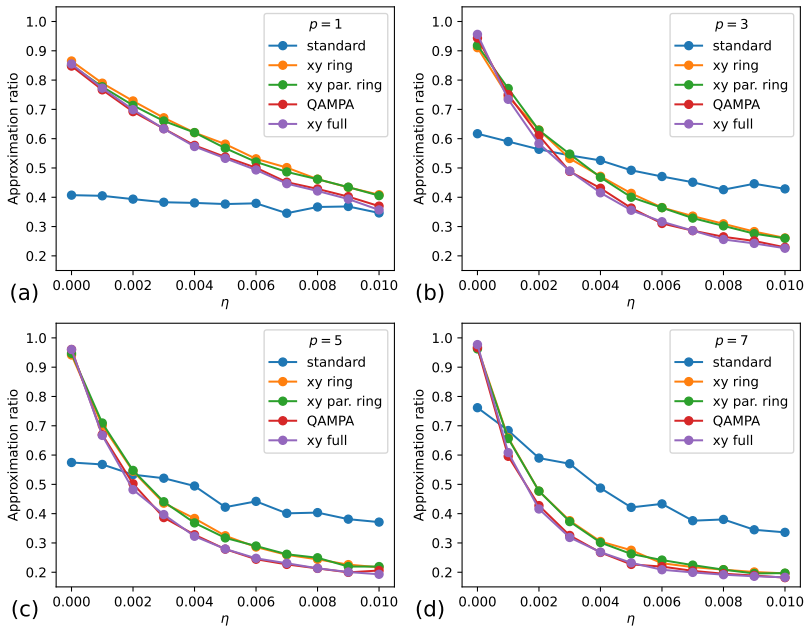 p = 1
standard
xy ring
xy par. ring
QAMPA
xy full
Approximation ratio
1.0
0.9
0.8
0.7
0.6
0.5
0.4
0.3
0.2
0.000 0.002 0.004 0.006 0.008 0.010
η
(a)
p = 3
standard
xy ring
xy par. ring
QAMPA
xy full
Approximation ratio
1.0
0.9
0.8
0.7
0.6
0.5
0.4
0.3
0.2
0.000 0.002 0.004 0.006 0.008 0.010
η
(b)
p = 5
standard
xy ring
xy par. ring
QAMPA
xy full
Approximation ratio
1.0
0.9
0.8
0.7
0.6
0.5
0.4
0.3
0.2
0.000 0.002 0.004 0.006 0.008 0.010
η
(c)
p = 7
standard
xy ring
xy par. ring
QAMPA
xy full
Approximation ratio
1.0
0.9
0.8
0.7
0.6
0.5
0.4
0.3
0.2
0.000 0.002 0.004 0.006 0.008 0.010
η
(d)